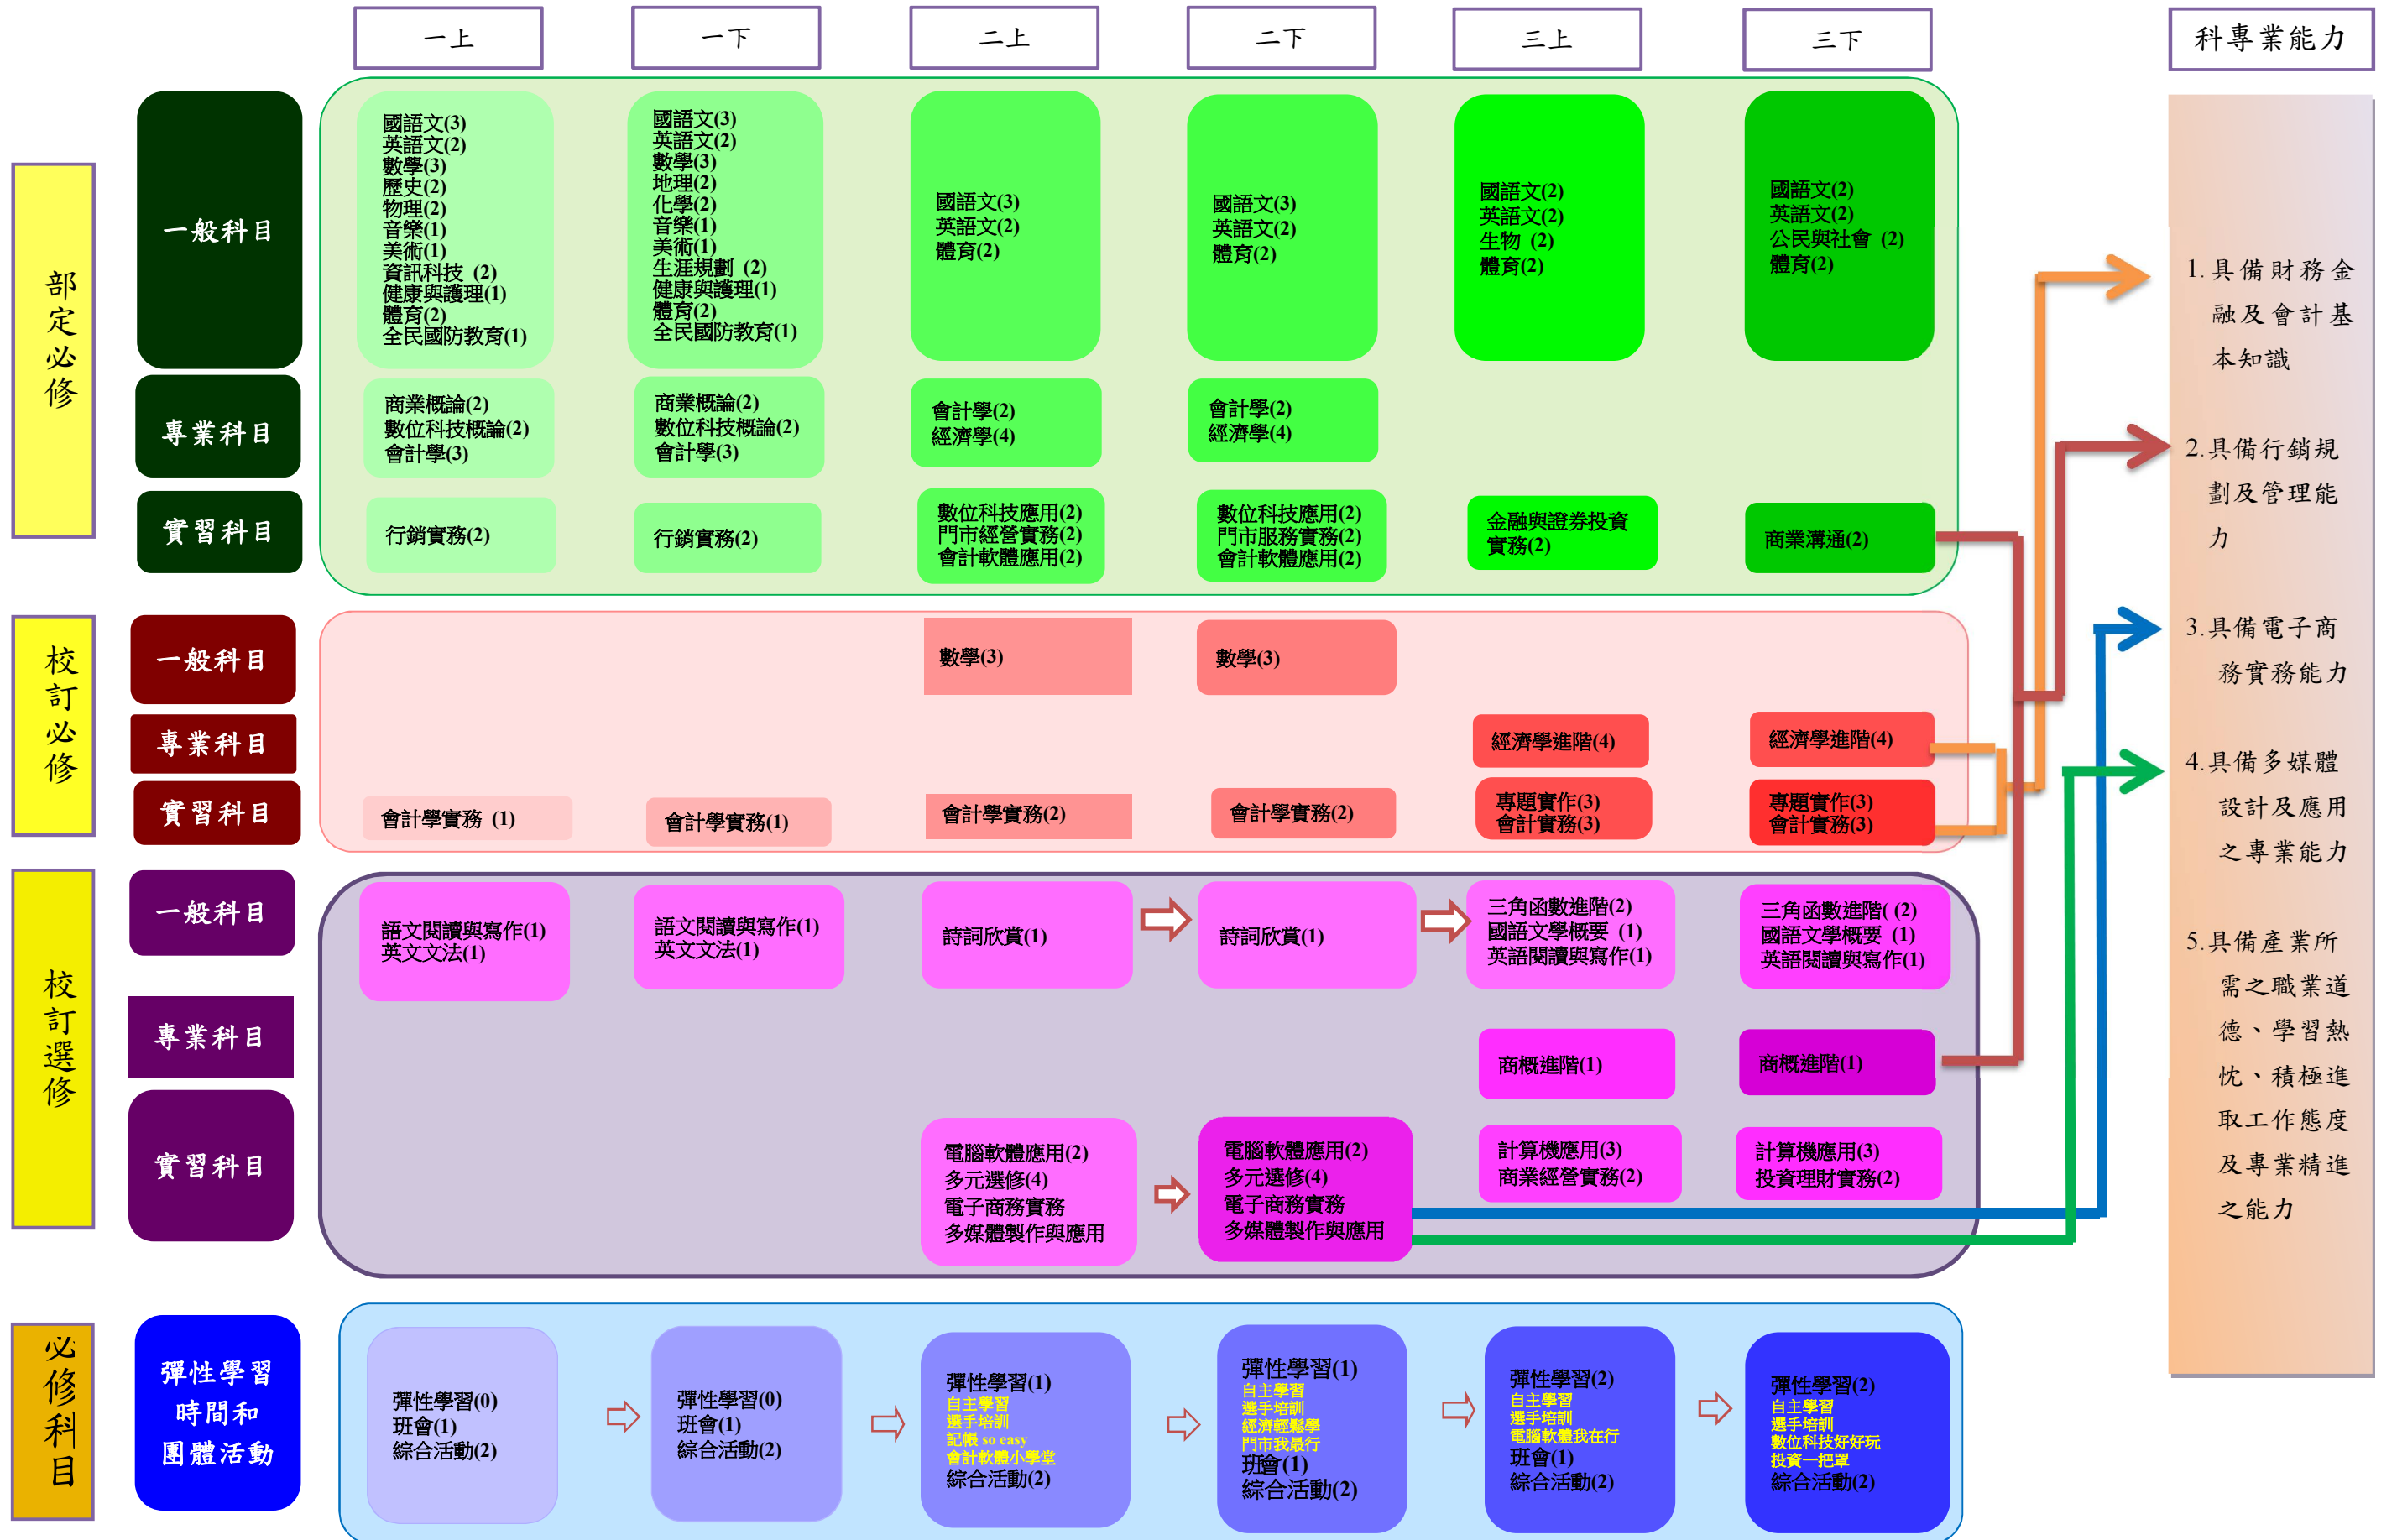 一上
一下
二上
二下
三上
三下
科專業能力
部定必修
一般科目
國語文(3)
英語文(2)
數學(3)
歷史(2)
物理(2)
音樂(1)
美術(1)
資訊科技 (2)
健康與護理(1)
體育(2)
全民國防教育(1)
國語文(3)
英語文(2)
數學(3)
地理(2)
化學(2)
音樂(1)
美術(1)
生涯規劃 (2)
健康與護理(1)
體育(2)
全民國防教育(1)
國語文(3)
英語文(2)
體育(2)
國語文(3)
英語文(2)
體育(2)
國語文(2)
英語文(2)
生物 (2)
體育(2)
國語文(2)
英語文(2)
公民與社會 (2)
體育(2)
專業科目
商業概論(2)
數位科技概論(2)
會計學(3)
商業概論(2)
數位科技概論(2)
會計學(3)
會計學(2)
經濟學(4)
會計學(2)
經濟學(4)
實習科目
行銷實務(2)
行銷實務(2)
數位科技應用(2)
門市經營實務(2)
會計軟體應用(2)
數位科技應用(2)
門市服務實務(2)
會計軟體應用(2)
金融與證券投資
實務(2)
商業溝通(2)
校訂必修
一般科目
數學(3)
數學(3)
專業科目
經濟學進階(4)
經濟學進階(4)
實習科目
會計學實務 (1)
會計學實務(1)
會計學實務(2)
會計學實務(2)
專題實作(3)
會計實務(3)
專題實作(3)
會計實務(3)
校訂選修
一般科目
語文閱讀與寫作(1)
英文文法(1)
語文閱讀與寫作(1)
英文文法(1)
詩詞欣賞(1)
詩詞欣賞(1)
三角函數進階(2)
國語文學概要 (1)
英語閱讀與寫作(1)
三角函數進階( (2)
國語文學概要 (1)
英語閱讀與寫作(1)
專業科目
商概進階(1)
商概進階(1)
實習科目
電腦軟體應用(2)
多元選修(4)
電子商務實務
多媒體製作與應用
電腦軟體應用(2)
多元選修(4)
電子商務實務
多媒體製作與應用
計算機應用(3)
商業經營實務(2)
計算機應用(3)
投資理財實務(2)
必修科目
彈性學習
時間和
團體活動
彈性學習(0)
班會(1)
綜合活動(2)
彈性學習(0)
班會(1)
綜合活動(2)
彈性學習(1)
自主學習
選手培訓
記帳 so easy
會計軟體小學堂
綜合活動(2)
彈性學習(1)
自主學習
選手培訓
經濟輕鬆學
門市我最行
班會(1)
綜合活動(2)
彈性學習(2)
自主學習
選手培訓
電腦軟體我在行
班會(1)
綜合活動(2)
彈性學習(2)
自主學習
選手培訓
數位科技好好玩
投資一把罩
綜合活動(2)
1.具備財務金
融及會計基
本知識
2.具備行銷規
劃及管理能
力
3.具備電子商
務實務能力
4.具備多媒體
設計及應用
之專業能力
5.具備產業所
需之職業道
德、學習熱
忱、積極進
取工作態度
及專業精進
之能力